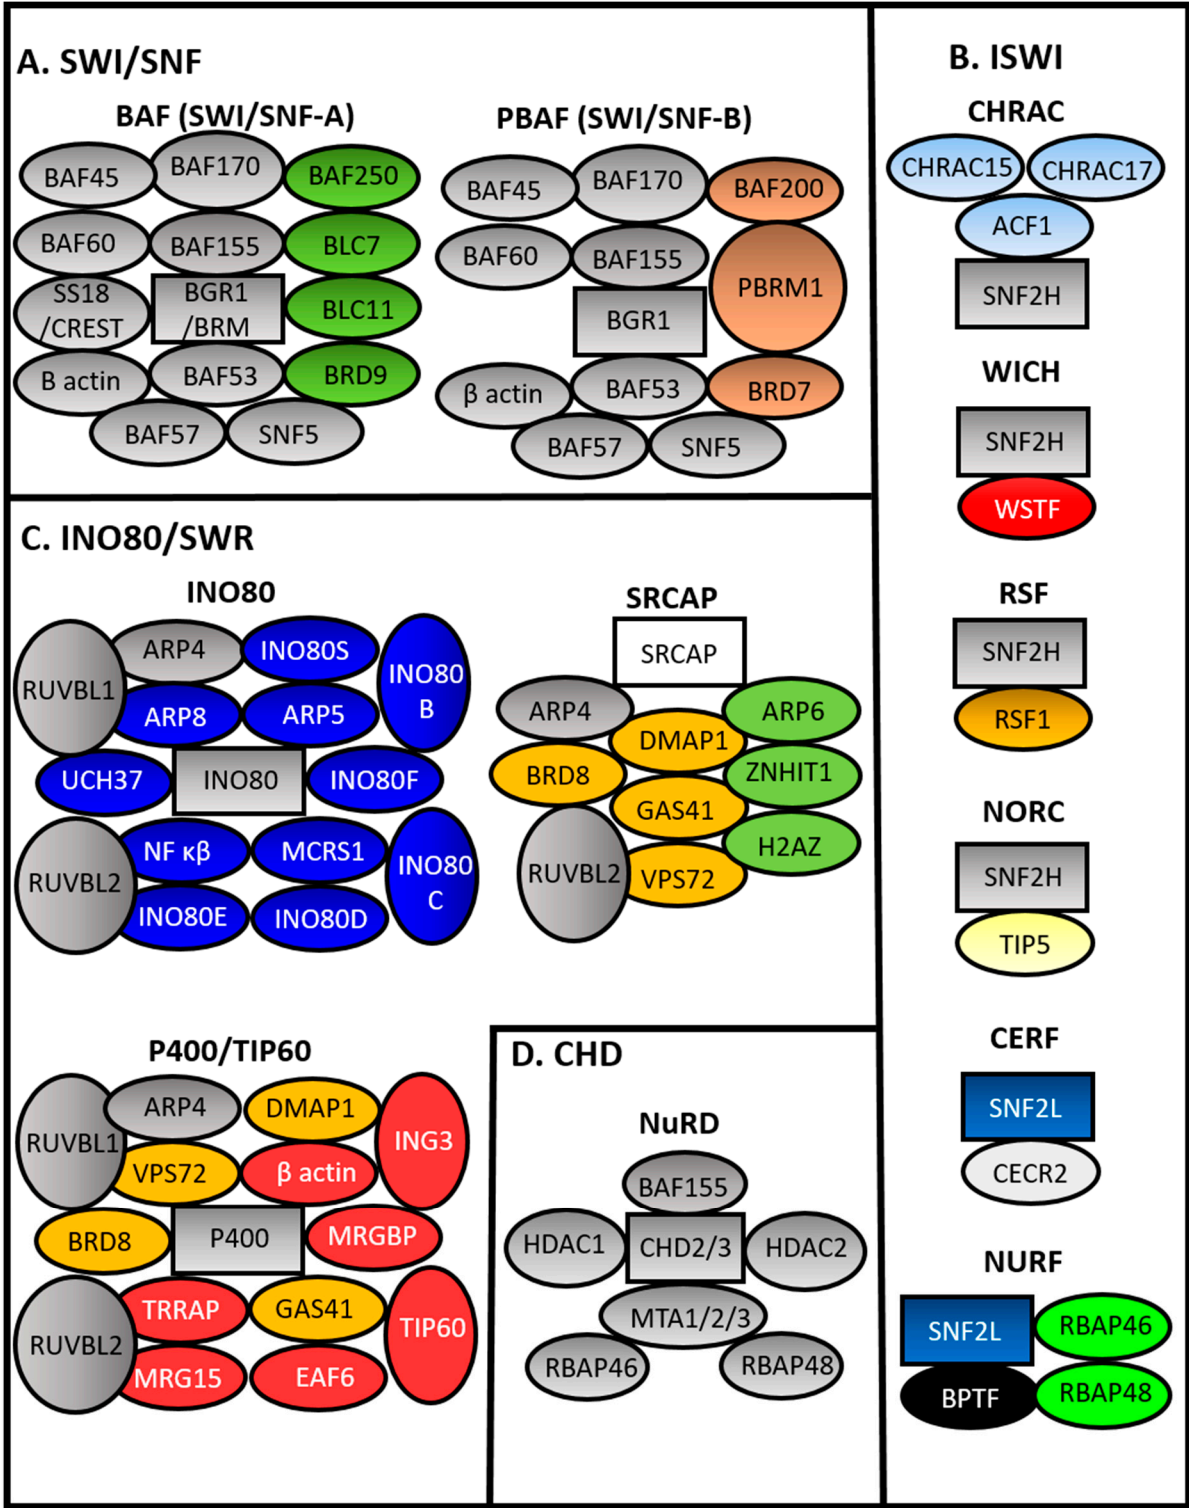 A. SWI/SNF
BAF (SWI/SNF-A)
BAF45
BAF170
BAF250
BAF60
BAF155
BLC7
SS18
/CREST
BGR1
/BRM
BLC11
B actin
BAF53
BRD9
BAF57
SNF5
PBAF (SWI/SNF-B)
BAF45
BAF170
BAF200
BAF60
BAF155
PBRM1
BGR1
β actin
BAF53
BRD7
BAF57
SNF5
B. ISWI
CHRAC
CHRAC15
CHRAC17
ACF1
SNF2H
WICH
SNF2H
WSTF
RSF
SNF2H
RSF1
NORC
SNF2H
TIP5
CERF
SNF2L
CECR2
NURF
SNF2L
RBAP46
BPTF
RBAP48
C. INO80/SWR
INO80
RUVBL1
ARP4
INO80S
INO80
B
ARP8
ARP5
UCH37
INO80
INO80F
RUVBL2
NF κβ
MCRS1
INO80
C
INO80E
INO80D
SRCAP
SRCAP
ARP4
DMAP1
ARP6
BRD8
ZNHIT1
GAS41
H2AZ
RUVBL2
VPS72
P400/TIP60
RUVBL1
ARP4
DMAP1
ING3
VPS72
β actin
BRD8
P400
MRGBP
RUVBL2
TRRAP
GAS41
TIP60
MRG15
EAF6
D. CHD
NuRD
BAF155
HDAC1
CHD2/3
HDAC2
MTA1/2/3
RBAP46
RBAP48